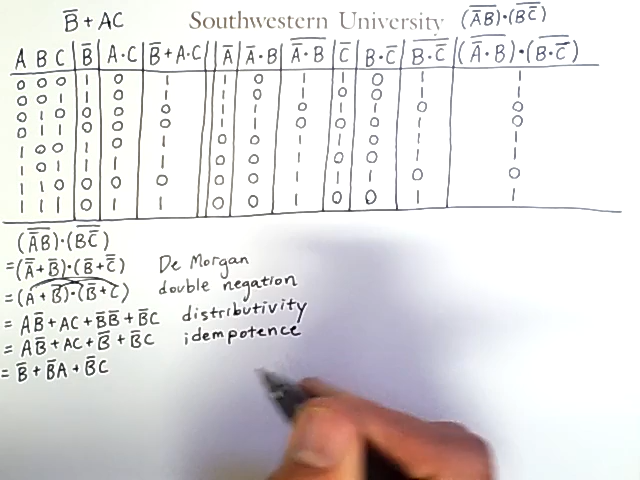 B̅ + AC Southwestern University (A̅̅B̅)·(B̅C̅̅)
A B C B̅ A·C B̅+A·C A̅ A̅·B A̅̅·̅B̅ C̅ B·C̅ B̅·̅C̅̅ (A̅̅·̅B̅)·(B̅·̅C̅̅)
0 0 0 1 0 1 1 0 1 1 0 1 1
0 0 1 1 0 1 1 0 1 0 0 1 1
0 1 0 0 0 0 1 1 0 1 1 0 0
0 1 1 0 0 0 1 1 0 0 0 1 0
1 0 0 1 0 1 0 0 1 1 0 1 1
1 0 1 1 1 1 0 0 1 0 0 1 1
1 1 0 0 0 0 0 0 1 1 1 0 0
1 1 1 0 1 1 0 0 1 0 0 1 1
(A̅̅B̅)·(B̅C̅̅)
= (A̅̅+B̅)·(B̅+C̅̅) De Morgan
= (A+B̅)·(B̅+C) double negation
= AB̅ + AC + B̅B̅ + B̅C distributivity
= AB̅ + AC + B̅ + B̅C idempotence
= B̅ + B̅A + B̅C